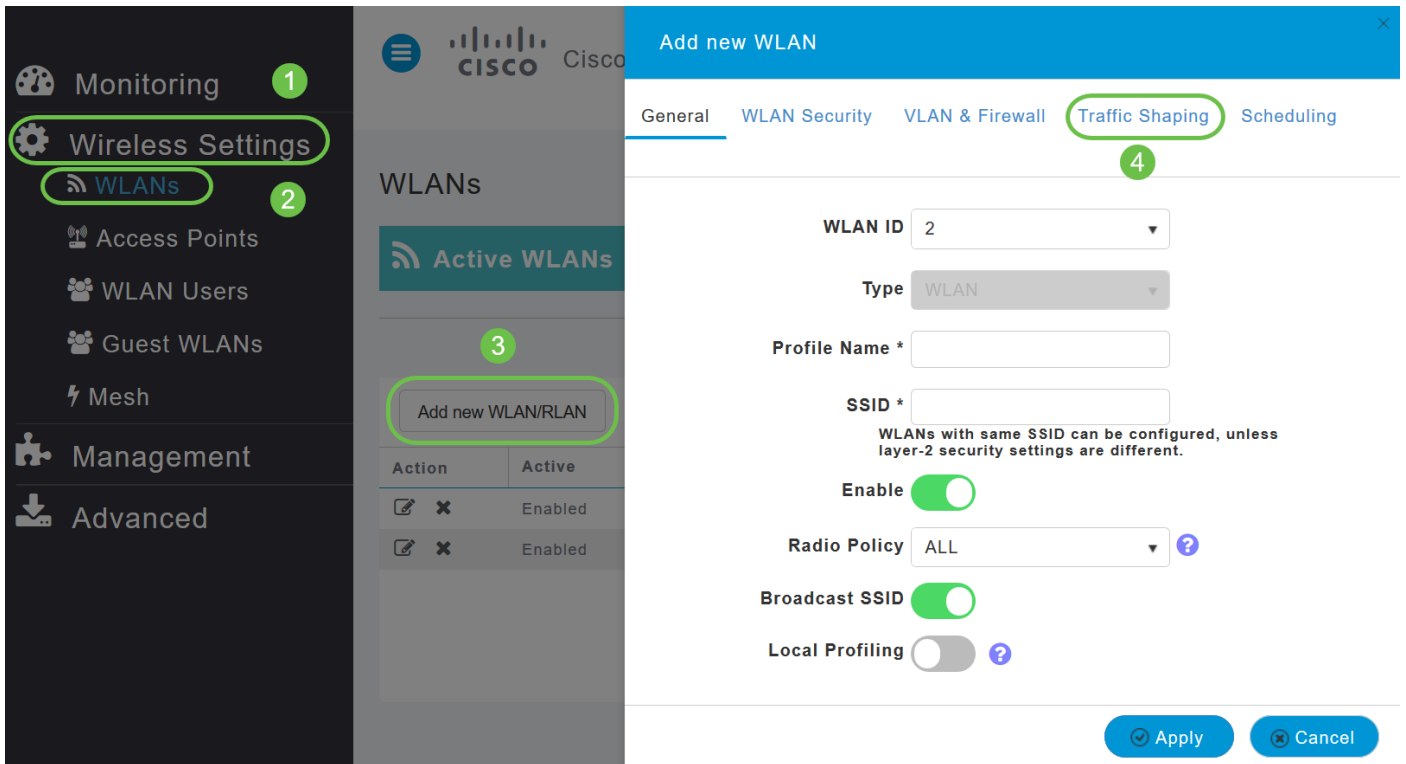 Monitoring
1
Wireless Settings
WLANs
2
Access Points
WLAN Users
Guest WLANs
Mesh
Management
Advanced
CISCO
Cisco
WLANs
Active WLANs
3
Add new WLAN/RLAN
Action Active
Enabled
Enabled
Add new WLAN
General WLAN Security VLAN & Firewall Traffic Shaping Scheduling
4
WLAN ID 2
Type WLAN
Profile Name *
SSID *
WLANs with same SSID can be configured, unless
layer-2 security settings are different.
Enable
Radio Policy ALL ?
Broadcast SSID
Local Profiling ?
Apply Cancel